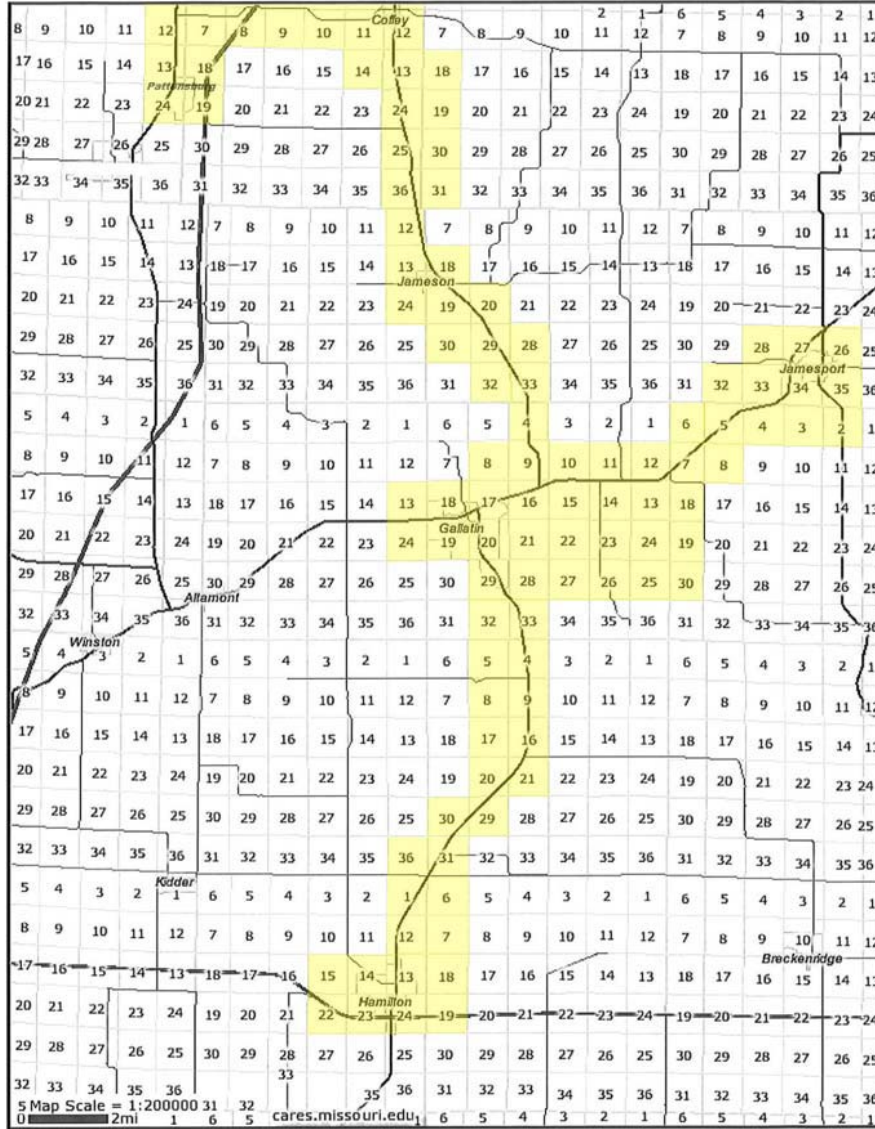 2 1 6 5 4 3 2 1
Coffey
8 9 10 11 12 7 8 9 10 11 12 7 8 9 10 11 12 7 8 9 10 11 12
17 16 15 14 13 18 17 16 15 14 13 18 17 16 15 14 13 18 17 16 15 14 13
Pattonsburg
20 21 22 23 24 19 20 21 22 23 24 19 20 21 22 23 24 19 20 21 22 23 24
29 28 27 26 25 30 29 28 27 26 25 30 29 28 27 26 25 30 29 28 27 26 25
32 33 34 35 36 31 32 33 34 35 36 31 32 33 34 35 36 31 32 33 34 35 36
8 9 10 11 12 7 8 9 10 11 12 7 8 9 10 11 12 7 8 9 10 11 12
17 16 15 14 13 18 17 16 15 14 13 18 17 16 15 14 13 18 17 16 15 14 13
Jameson
20 21 22 23 24 19 20 21 22 23 24 19 20 21 22 23 24 19 20 21 22 23 24
29 28 27 26 25 30 29 28 27 26 25 30 29 28 27 26 25 30 29 28 27 26 25
Jamesport
32 33 34 35 36 31 32 33 34 35 36 31 32 33 34 35 36 31 32 33 34 35 36
5 4 3 2 1 6 5 4 3 2 1 6 5 4 3 2 1 6 5 4 3 2 1
8 9 10 11 12 7 8 9 10 11 12 7 8 9 10 11 12 7 8 9 10 11 12
17 16 15 14 13 18 17 16 15 14 13 18 17 16 15 14 13 18 17 16 15 14 13
Gallatin
20 21 22 23 24 19 20 21 22 23 24 19 20 21 22 23 24 19 20 21 22 23 24
29 28 27 26 25 30 29 28 27 26 25 30 29 28 27 26 25 30 29 28 27 26 25
Altamont
32 33 34 35 36 31 32 33 34 35 36 31 32 33 34 35 36 31 32 33 34 35 36
Winston
5 4 3 2 1 6 5 4 3 2 1 6 5 4 3 2 1 6 5 4 3 2 1
8 9 10 11 12 7 8 9 10 11 12 7 8 9 10 11 12 7 8 9 10 11 12
17 16 15 14 13 18 17 16 15 14 13 18 17 16 15 14 13 18 17 16 15 14 13
20 21 22 23 24 19 20 21 22 23 24 19 20 21 22 23 24 19 20 21 22 23 24
29 28 27 26 25 30 29 28 27 26 25 30 29 28 27 26 25 30 29 28 27 26 25
32 33 34 35 36 31 32 33 34 35 36 31 32 33 34 35 36 31 32 33 34 35 36
Kidder
5 4 3 2 1 6 5 4 3 2 1 6 5 4 3 2 1 6 5 4 3 2 1
8 9 10 11 12 7 8 9 10 11 12 7 8 9 10 11 12 7 8 9 10 11 12
Breckenridge
17 16 15 14 13 18 17 16 15 14 13 18 17 16 15 14 13 18 17 16 15 14 13
Hamilton
20 21 22 23 24 19 20 21 22 23 24 19 20 21 22 23 24 19 20 21 22 23 24
29 28 27 26 25 30 29 28 27 26 25 30 29 28 27 26 25 30 29 28 27 26 25
33
32 33 34 35 36 31 32 35 36 31 32 33 34 35 36 31 32 33 34 35 36
5 Map Scale = 1:200000
0 2mi 1 6 5 cares.missouri.edu 1 6 5 4 3 2 1 6 5 4 3 2 1